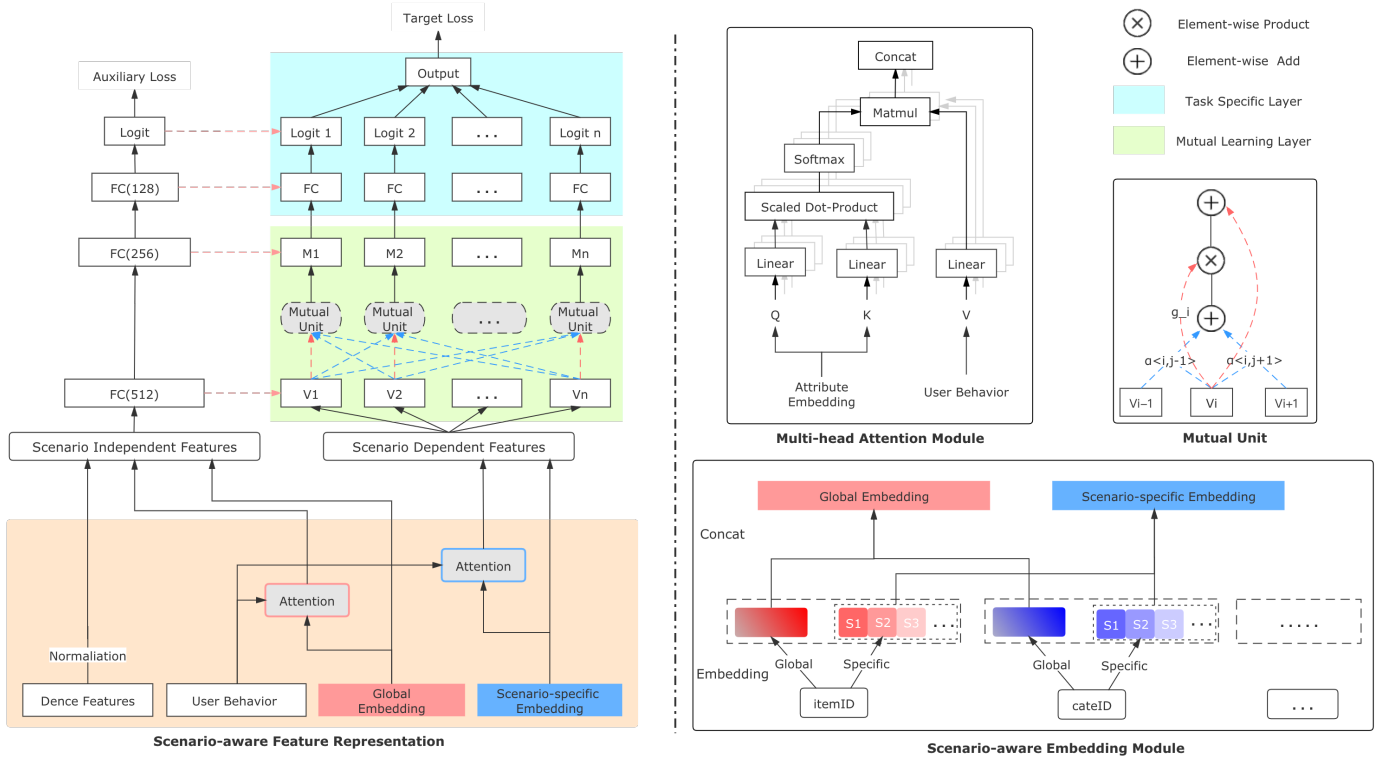 Target Loss
Output
Auxiliary Loss
Logit
Logit 1
Logit 2
...
Logit n
FC(128)
FC
FC
...
FC
FC(256)
M1
M2
...
Mn
Mutual
Unit
Mutual
Unit
...
Mutual
Unit
FC(512)
V1
V2
...
Vn
Scenario Independent Features
Scenario Dependent Features
Attention
Attention
Normaliation
Dence Features
User Behavior
Global
Embedding
Scenario-specific
Embedding
Scenario-aware Feature Representation
Concat
Matmul
Softmax
Scaled Dot-Product
Linear
Linear
Linear
Q
K
V
Attribute
Embedding
User Behavior
Multi-head Attention Module
Element-wise Product
Element-wise Add
Task Specific Layer
Mutual Learning Layer
g_i
α<i,j-1>
α<i,j+1>
Vi-1
Vi
Vi+1
Mutual Unit
Global Embedding
Scenario-specific Embedding
Concat
S1 S2 S3 ...
S1 S2 S3 ...
.....
Embedding
Global
Specific
Global
Specific
itemID
cateID
...
Scenario-aware Embedding Module